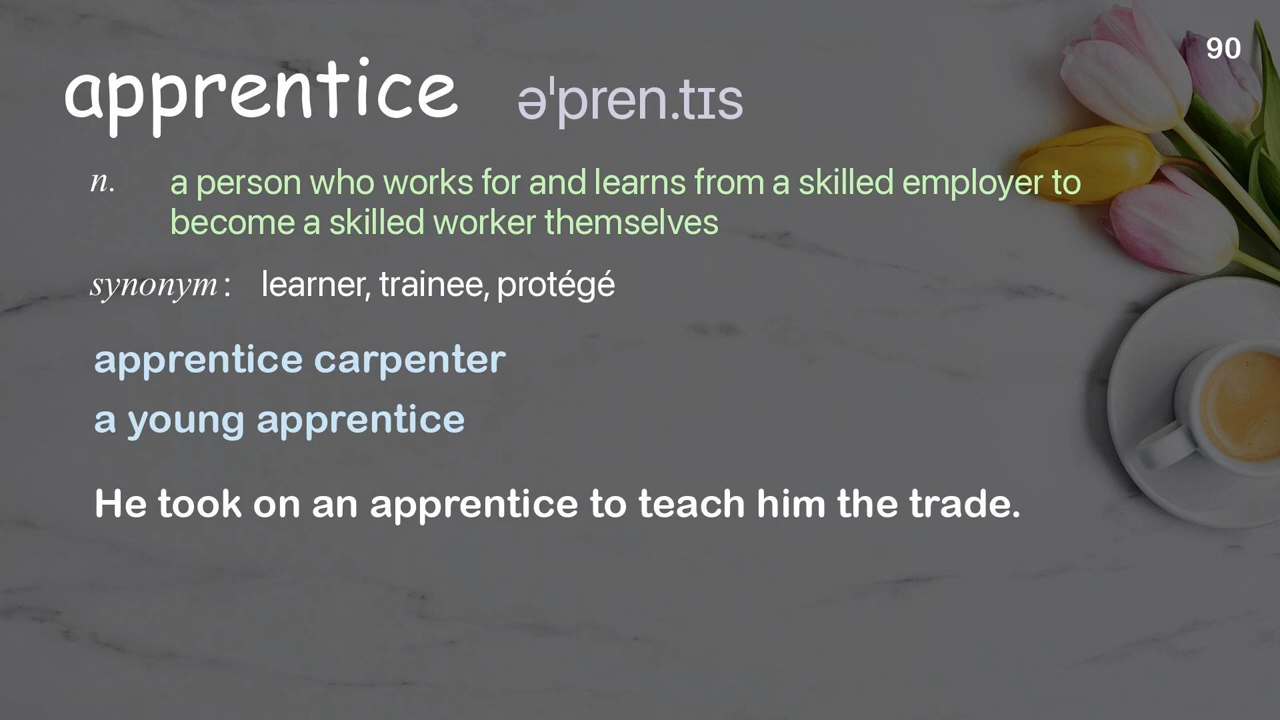 90
apprentice əˈpren.tɪs
n. a person who works for and learns from a skilled employer to
become a skilled worker themselves
synonym: learner, trainee, protégé
apprentice carpenter
a young apprentice
He took on an apprentice to teach him the trade.